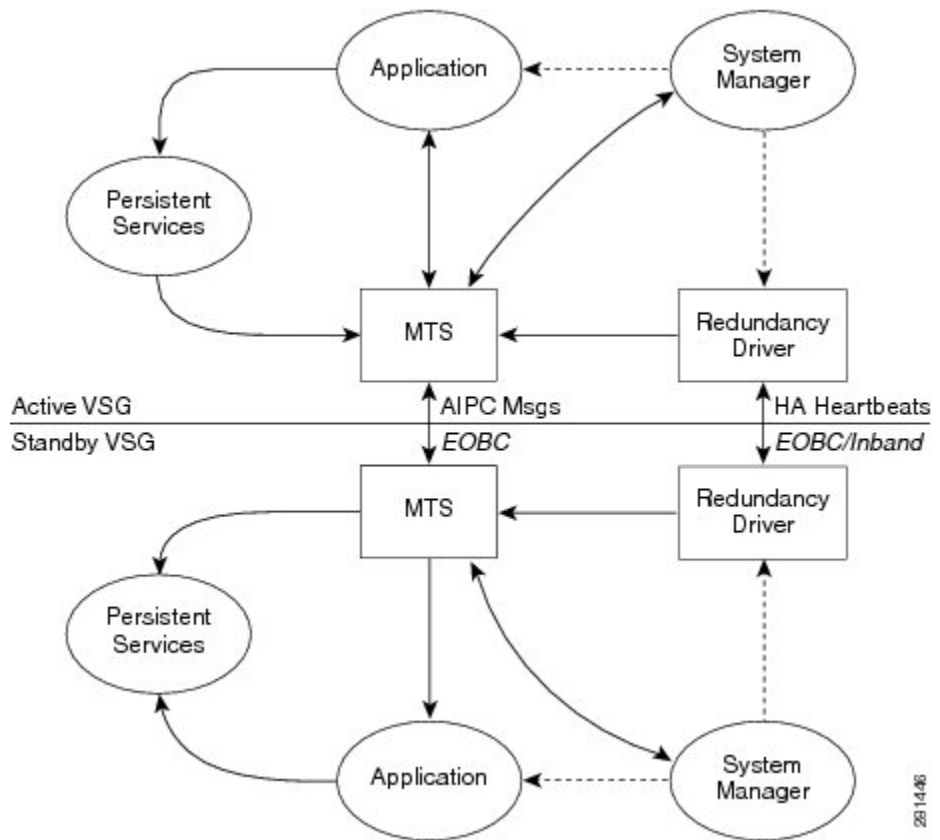 Application
System
Manager
Persistent
Services
MTS
Redundancy
Driver
Active VSG
AIPC Msgs
HA Heartbeats
Standby VSG
EOBC
EOBC/Inband
MTS
Redundancy
Driver
Persistent
Services
Application
System
Manager
281446